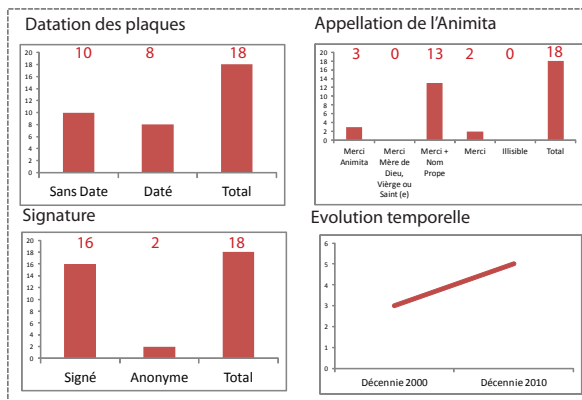 Datation des plaques
10 8 18
20
18
16
14
12
10
8
6
4
2
0
Sans Date Daté Total
Appellation de l'Animita
3 0 13 2 0 18
20
18
16
14
12
10
8
6
4
2
0
Merci Animita
Merci Mère de Dieu, Vièrge ou Saint (e)
Merci + Nom Prope
Merci
Illisible
Total
Signature
16 2 18
20
18
16
14
12
10
8
6
4
2
0
Signé Anonyme Total
Evolution temporelle
6
5
4
3
2
1
0
Décennie 2000 Décennie 2010